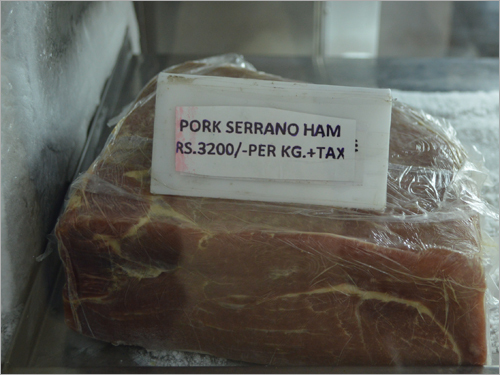 PORK SERRANO HAM
RS.3200/-PER KG.+TAX